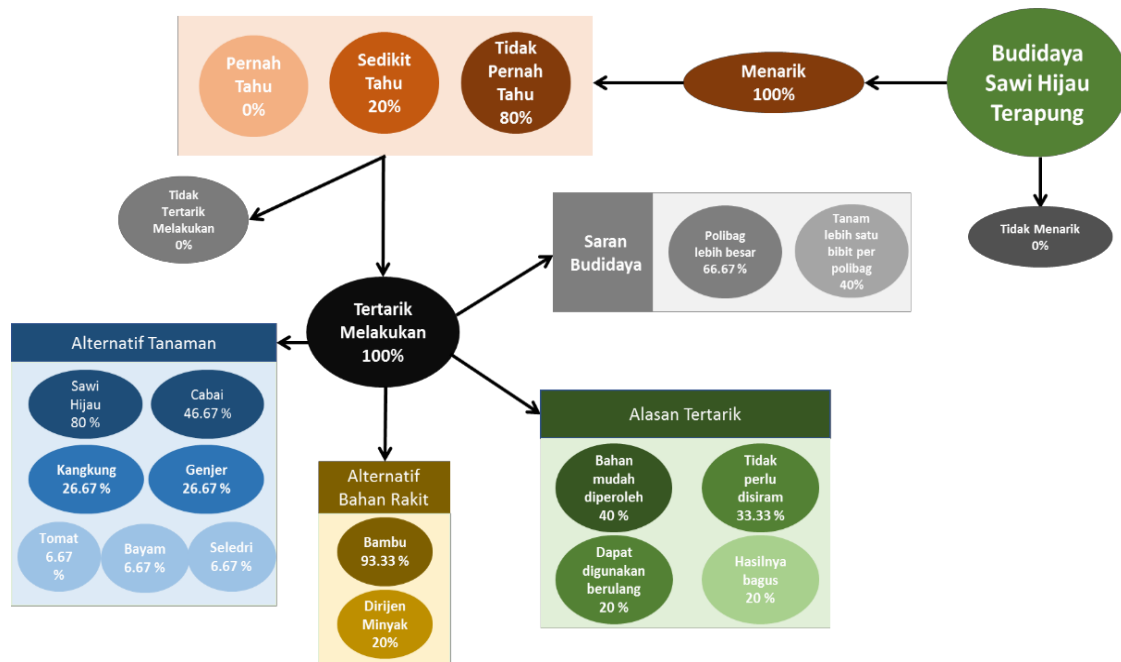 Budidaya
Sawi Hijau
Terapung
Menarik
100%
Tidak Menarik
0%
Pernah
Tahu
0%
Sedikit
Tahu
20%
Tidak
Pernah
Tahu
80%
Tidak
Tertarik
Melakukan
0%
Tertarik
Melakukan
100%
Saran
Budidaya
Polibag
lebih besar
66.67 %
Tanam
lebih satu
bibit per
polibag
40%
Alternatif Tanaman
Sawi
Hijau
80 %
Cabai
46.67 %
Kangkung
26.67 %
Genjer
26.67 %
Tomat
6.67
%
Bayam
6.67 %
Seledri
6.67 %
Alternatif
Bahan Rakit
Bambu
93.33 %
Dirijen
Minyak
20%
Alasan Tertarik
Bahan
mudah
diperoleh
40 %
Tidak
perlu
disiram
33.33 %
Dapat
digunakan
berulang
20 %
Hasilnya
bagus
20 %